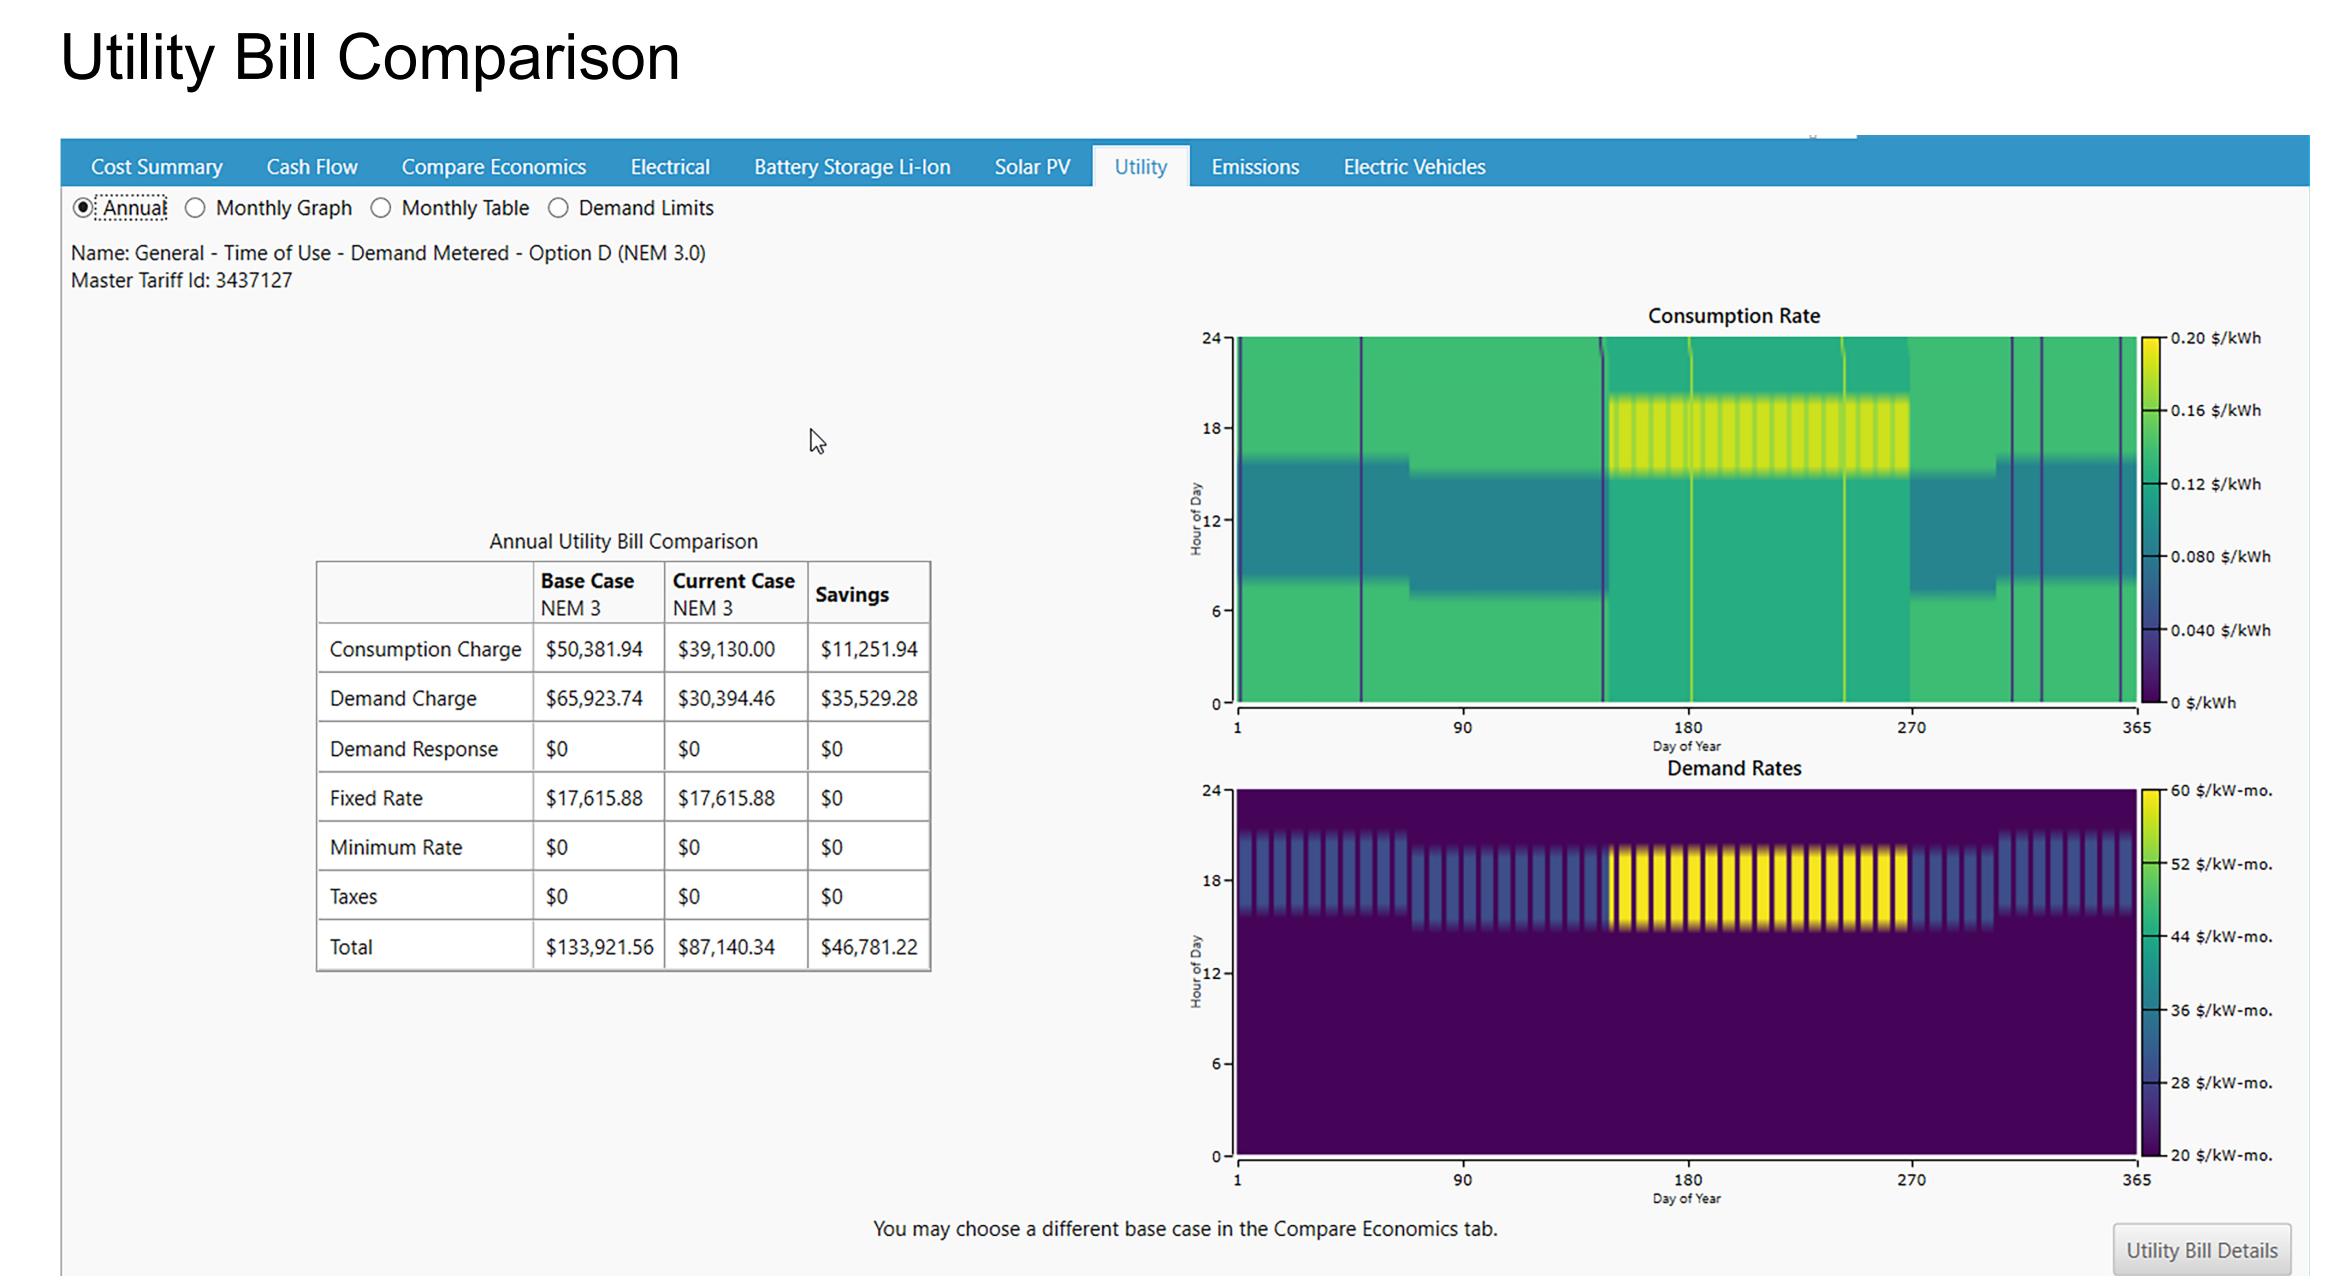 Utility Bill Comparison
Cost Summary Cash Flow Compare Economics Electrical Battery Storage Li-Ion Solar PV Utility Emissions Electric Vehicles
Annual Monthly Graph Monthly Table Demand Limits
Name: General - Time of Use - Demand Metered - Option D (NEM 3.0)
Master Tariff Id: 3437127
Annual Utility Bill Comparison
Base Case NEM 3 Current Case NEM 3 Savings
Consumption Charge $50,381.94 $39,130.00 $11,251.94
Demand Charge $65,923.74 $30,394.46 $35,529.28
Demand Response $0 $0 $0
Fixed Rate $17,615.88 $17,615.88 $0
Minimum Rate $0 $0 $0
Taxes $0 $0 $0
Total $133,921.56 $87,140.34 $46,781.22
Consumption Rate
24
18
12
6
0
Hour of Day
1 90 180 270 365
Day of Year
0.20 $/kWh
0.16 $/kWh
0.12 $/kWh
0.080 $/kWh
0.040 $/kWh
0 $/kWh
Demand Rates
24
18
12
6
0
Hour of Day
1 90 180 270 365
Day of Year
60 $/kW-mo.
52 $/kW-mo.
44 $/kW-mo.
36 $/kW-mo.
28 $/kW-mo.
20 $/kW-mo.
You may choose a different base case in the Compare Economics tab.
Utility Bill Details